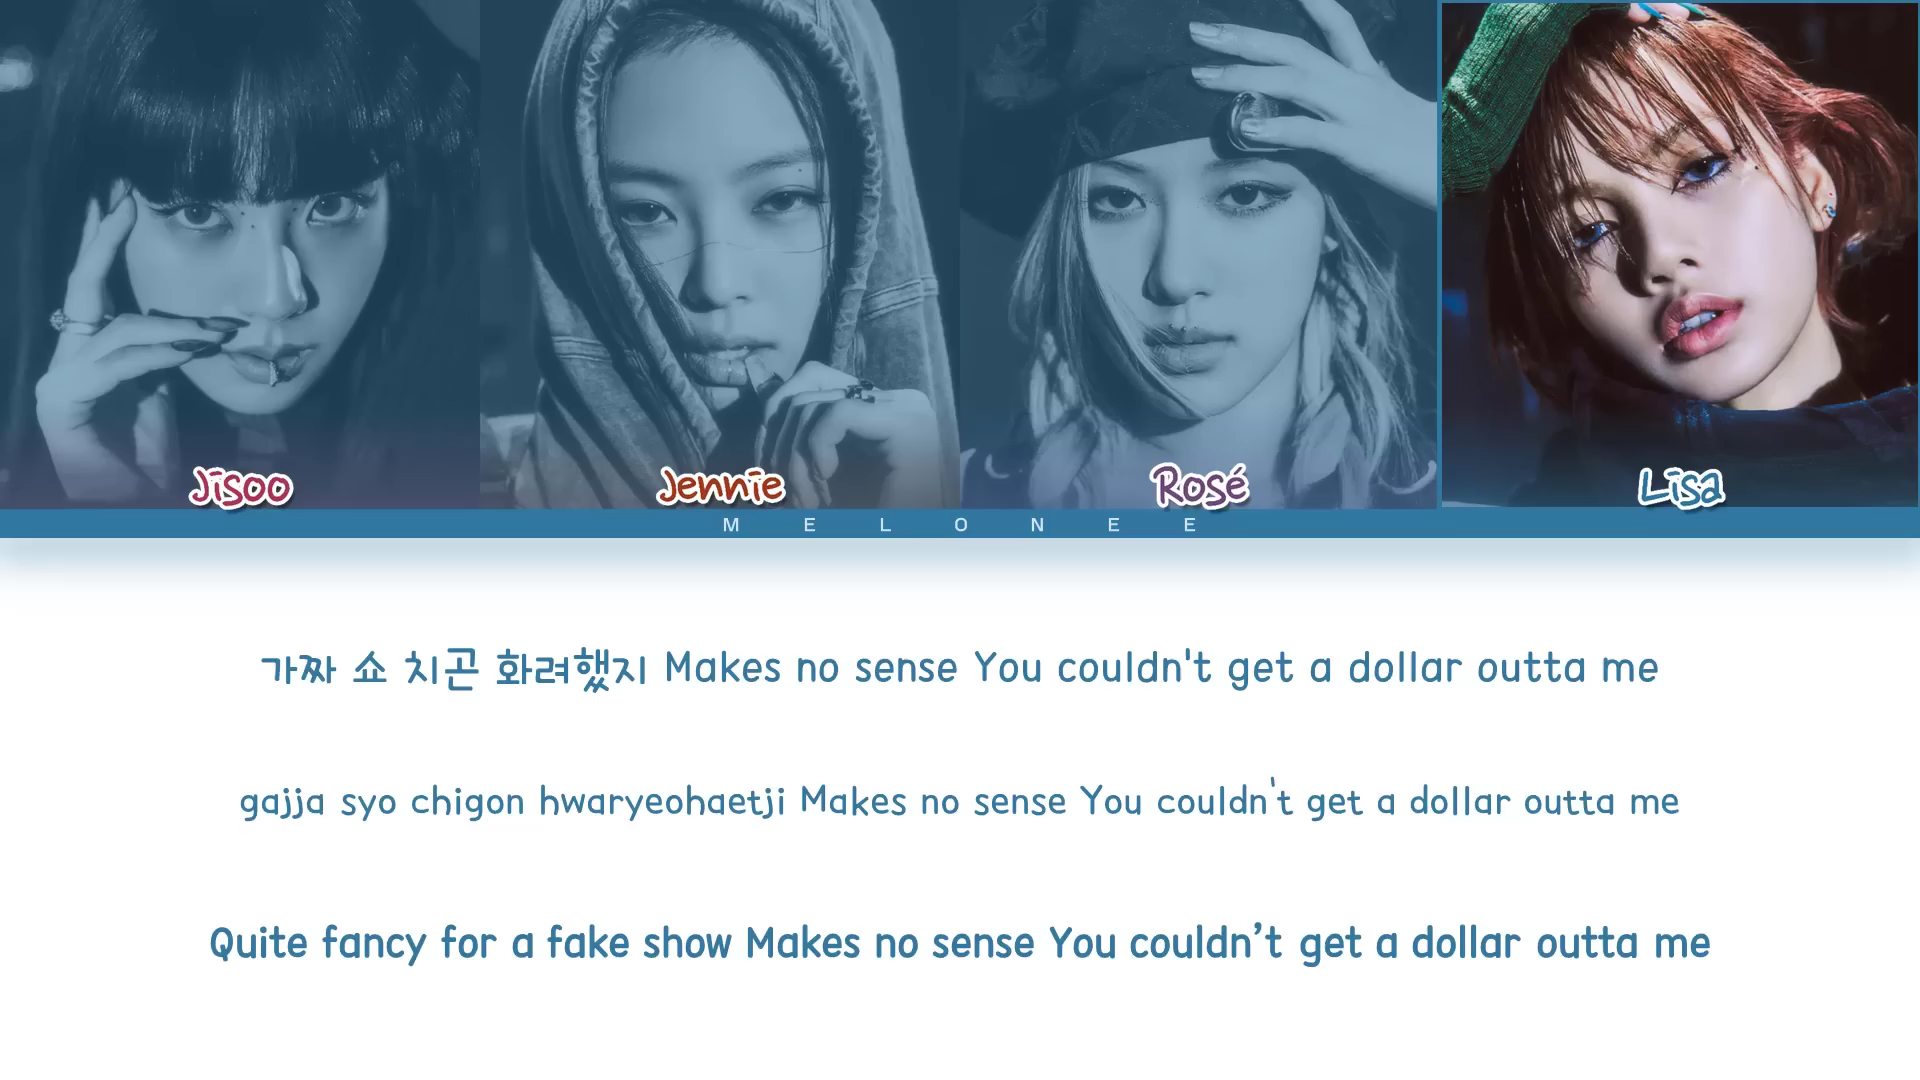 Jisoo
Jennie
Rosé
Lisa
MELONEE
가짜 쇼 치곤 화려했지 Makes no sense You couldn't get a dollar outta me
gajja syo chigon hwaryeohaetji Makes no sense You couldn't get a dollar outta me
Quite fancy for a fake show Makes no sense You couldn’t get a dollar outta me